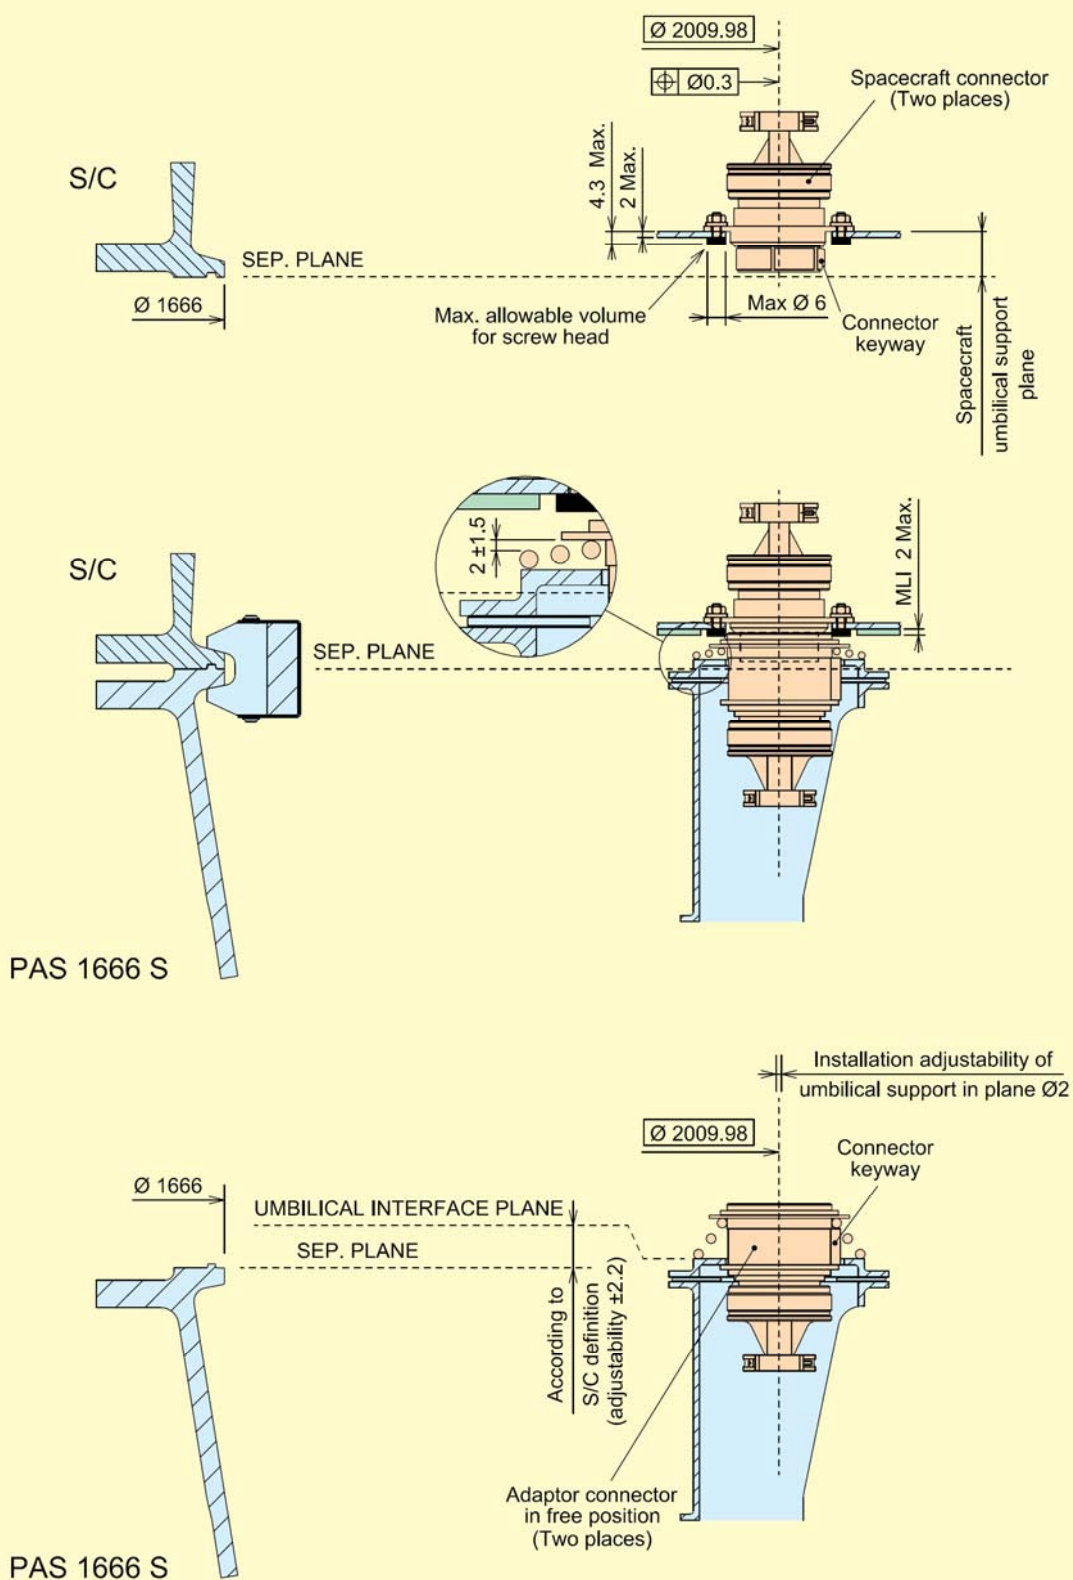 Ø 2009.98
⌖ Ø0.3
Spacecraft connector
(Two places)
4.3 Max.
2 Max.
S/C
SEP. PLANE
Ø 1666
Max. allowable volume
for screw head
Max Ø 6
Connector
keyway
Spacecraft
umbilical support
plane
2 ±1.5
MLI 2 Max.
S/C
SEP. PLANE
PAS 1666 S
Installation adjustability of
umbilical support in plane Ø2
Ø 2009.98
Connector
keyway
Ø 1666
UMBILICAL INTERFACE PLANE
SEP. PLANE
According to
S/C definition
(adjustability ±2.2)
Adaptor connector
in free position
(Two places)
PAS 1666 S